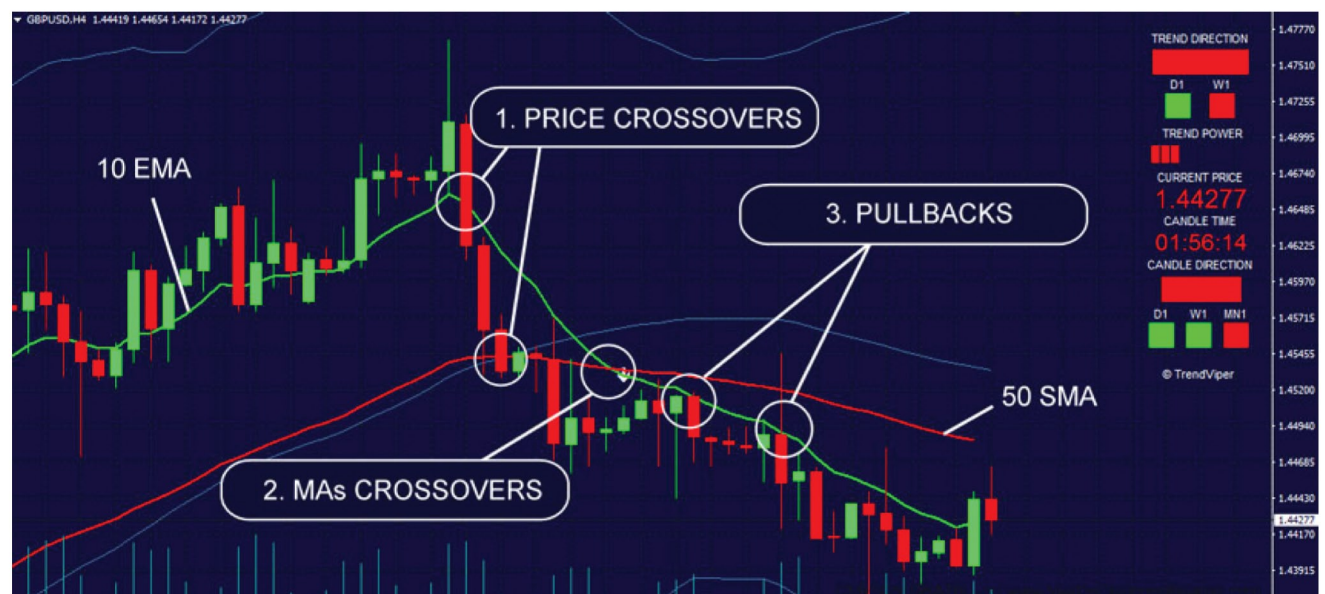 GBPUSD,H4 1.44419 1.44654 1.44172 1.44277
1. PRICE CROSSOVERS
10 EMA
3. PULLBACKS
50 SMA
2. MAs CROSSOVERS
TREND DIRECTION
D1 W1
TREND POWER
CURRENT PRICE
1.44277
CANDLE TIME
01:56:14
CANDLE DIRECTION
D1 W1 MN1
© TrendViper
1.47770
1.47510
1.47255
1.46995
1.46740
1.46485
1.46225
1.45970
1.45715
1.45455
1.45200
1.44940
1.44685
1.44430
1.44277
1.44170
1.43915